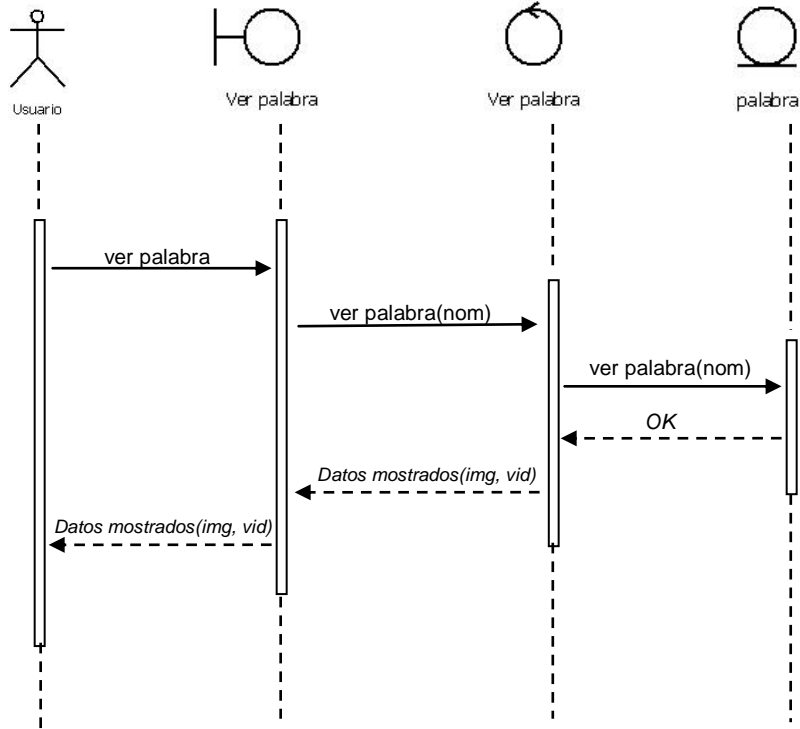 Usuario
Ver palabra
Ver palabra
palabra
ver palabra
ver palabra(nom)
ver palabra(nom)
OK
Datos mostrados(img, vid)
Datos mostrados(img, vid)